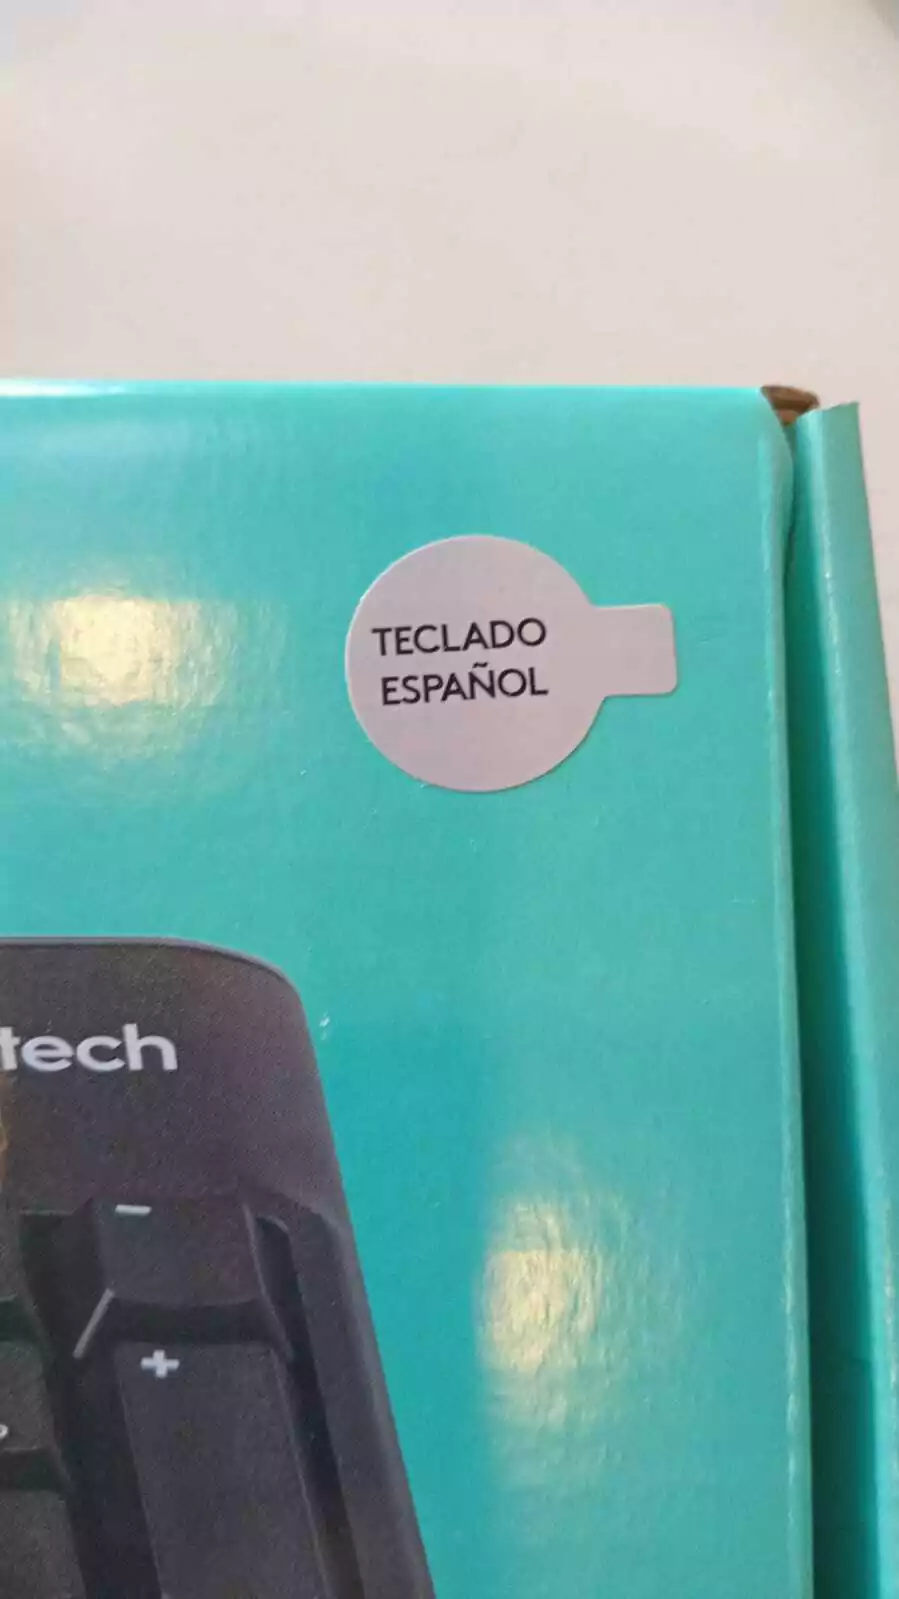 TECLADO
ESPAÑOL
tech
-
+